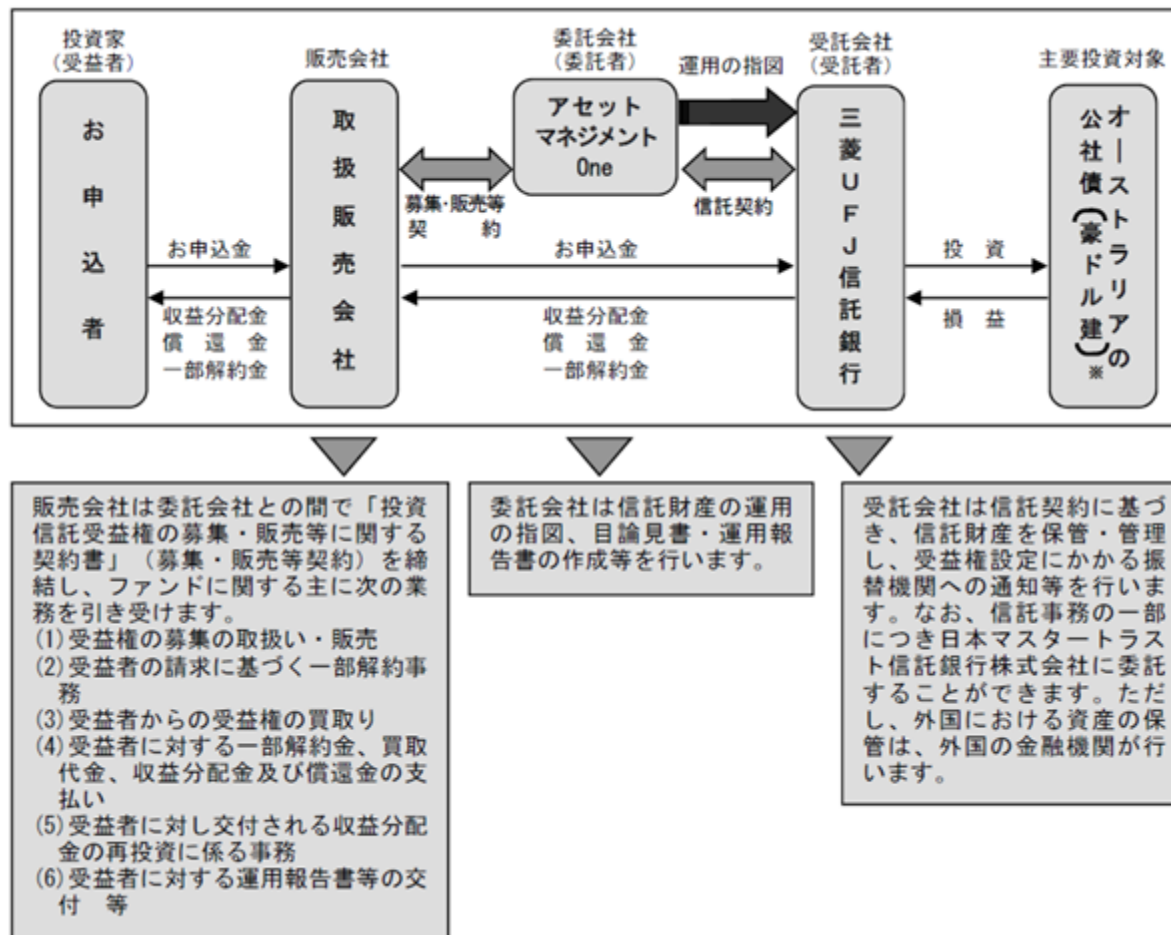 投資家
（受益者）
お申込者
販売会社
取扱販売会社
委託会社
（委託者）
アセット
マネジメント
One
運用の指図
受託会社
（受託者）
三菱UFJ信託銀行
主要投資対象
オーストラリアの
公社債（豪ドル建）※
募集・販売等
契　　約
信託契約
お申込金
収益分配金
償　還　金
一部解約金
お申込金
収益分配金
償　還　金
一部解約金
投　資
損　益
販売会社は委託会社との間で「投資
信託受益権の募集・販売等に関する
契約書」（募集・販売等契約）を締
結し、ファンドに関する主に次の業
務を引き受けます。
(1)受益権の募集の取扱い・販売
(2)受益者の請求に基づく一部解約事
務
(3)受益者からの受益権の買取り
(4)受益者に対する一部解約金、買取
代金、収益分配金及び償還金の支
払い
(5)受益者に対し交付される収益分配
金の再投資に係る事務
(6)受益者に対する運用報告書等の交
付　等
委託会社は信託財産の運用
の指図、目論見書・運用報
告書の作成等を行います。
受託会社は信託契約に基づ
き、信託財産を保管・管理
し、受益権設定にかかる振
替機関への通知等を行いま
す。なお、信託事務の一部
につき日本マスタートラス
ト信託銀行株式会社に委託
することができます。ただ
し、外国における資産の保
管は、外国の金融機関が行
います。